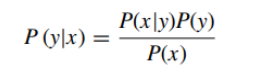 P(y|x) = P(x|y)P(y) / P(x)